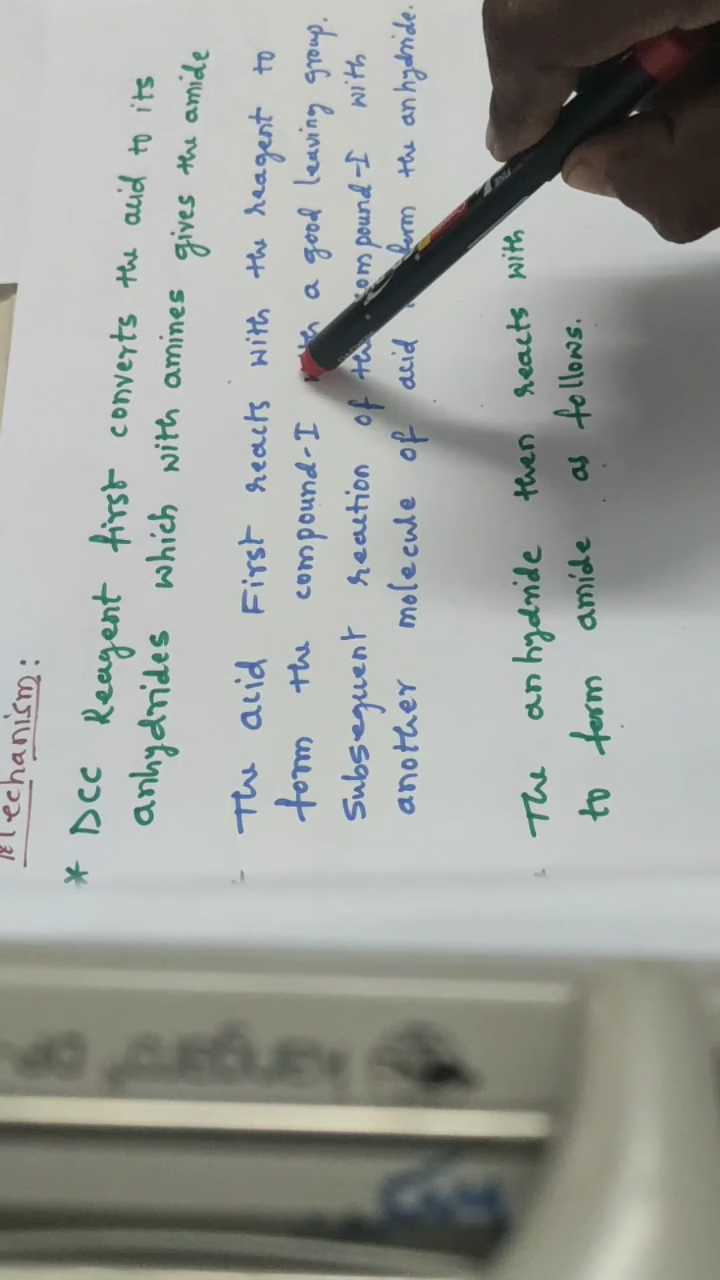 Mechanism:
* DCC Reagent first converts the acid to its
anhydrides which with amines gives the amide
The acid First reacts with the reagent to
form the compound-I a good leaving group.
Subsequent reaction of compound-I with
another molecule of acid the anhydride.
The anhydride then reacts with
to form amide as follows.